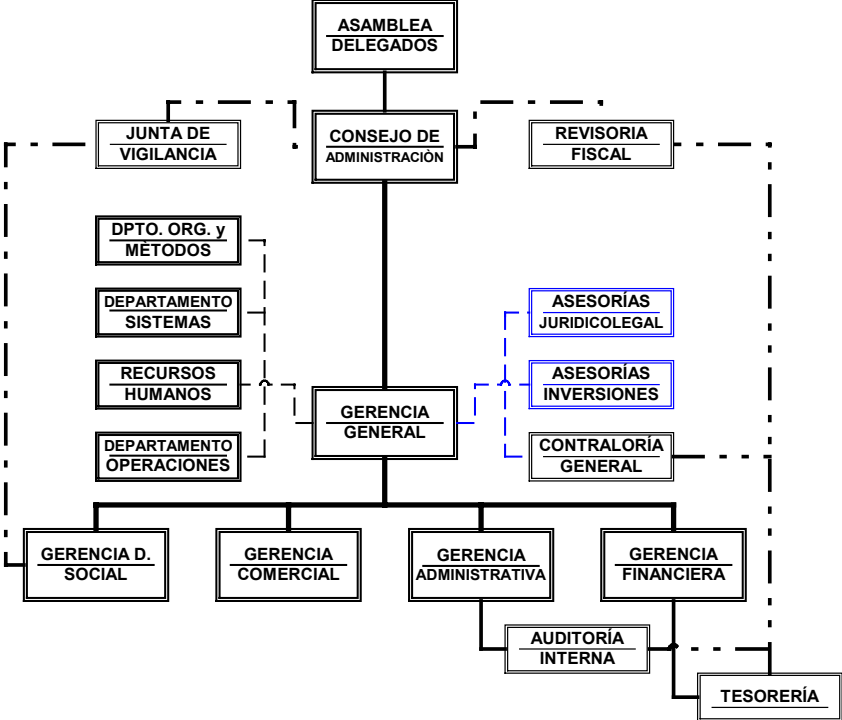 ASAMBLEA
DELEGADOS
JUNTA DE
VIGILANCIA
CONSEJO DE
ADMINISTRACIÒN
REVISORIA
FISCAL
DPTO. ORG. y
MÈTODOS
DEPARTAMENTO
SISTEMAS
ASESORÍAS
JURIDICOLEGAL
RECURSOS
HUMANOS
ASESORÍAS
INVERSIONES
GERENCIA
GENERAL
DEPARTAMENTO
OPERACIONES
CONTRALORÍA
GENERAL
GERENCIA D.
SOCIAL
GERENCIA
COMERCIAL
GERENCIA
ADMINISTRATIVA
GERENCIA
FINANCIERA
AUDITORÍA
INTERNA
TESORERÍA